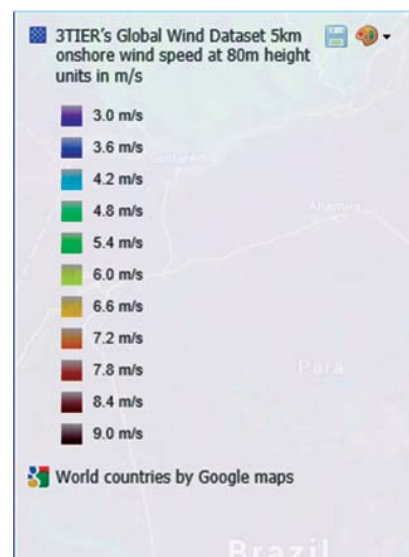 3TIER's Global Wind Dataset 5km
onshore wind speed at 80m height
units in m/s
3.0 m/s
3.6 m/s
Santarém
4.2 m/s
Altamira
4.8 m/s
5.4 m/s
6.0 m/s
6.6 m/s
7.2 m/s
Para
7.8 m/s
8.4 m/s
9.0 m/s
World countries by Google maps
Brazil